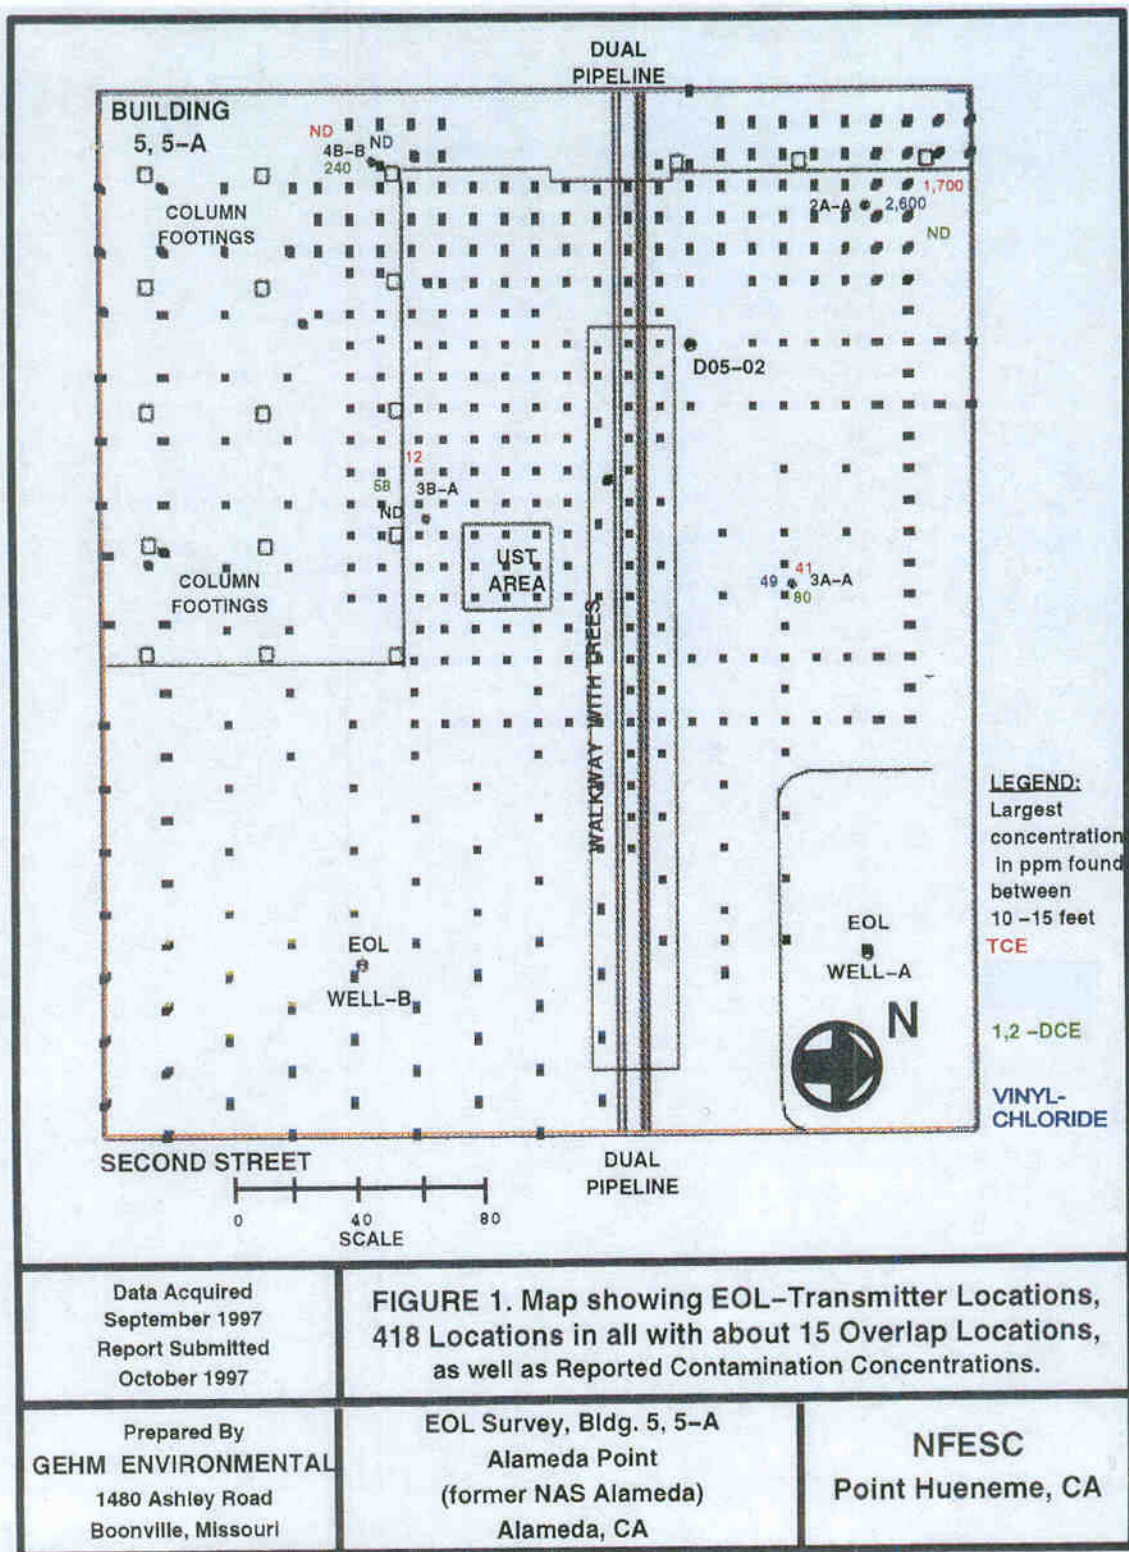 DUAL
PIPELINE
BUILDING
5, 5-A
ND
ND
4B-B
240
COLUMN
FOOTINGS
1,700
2A-A
2,600
ND
D05-02
12
58
3B-A
ND
UST
AREA
COLUMN
FOOTINGS
41
49
3A-A
80
WALKWAY WITH TREES
LEGEND:
Largest
concentration
In ppm found
between
10 -15 feet
TCE
1,2 -DCE
VINYL-
CHLORIDE
EOL
WELL-B
EOL
WELL-A
N
SECOND STREET
DUAL
PIPELINE
0 40 80
SCALE
Data Acquired
September 1997
Report Submitted
October 1997
FIGURE 1. Map showing EOL-Transmitter Locations,
418 Locations in all with about 15 Overlap Locations,
as well as Reported Contamination Concentrations.
Prepared By
GEHM ENVIRONMENTAL
1480 Ashley Road
Boonville, Missouri
EOL Survey, Bldg. 5, 5-A
Alameda Point
(former NAS Alameda)
Alameda, CA
NFESC
Point Hueneme, CA